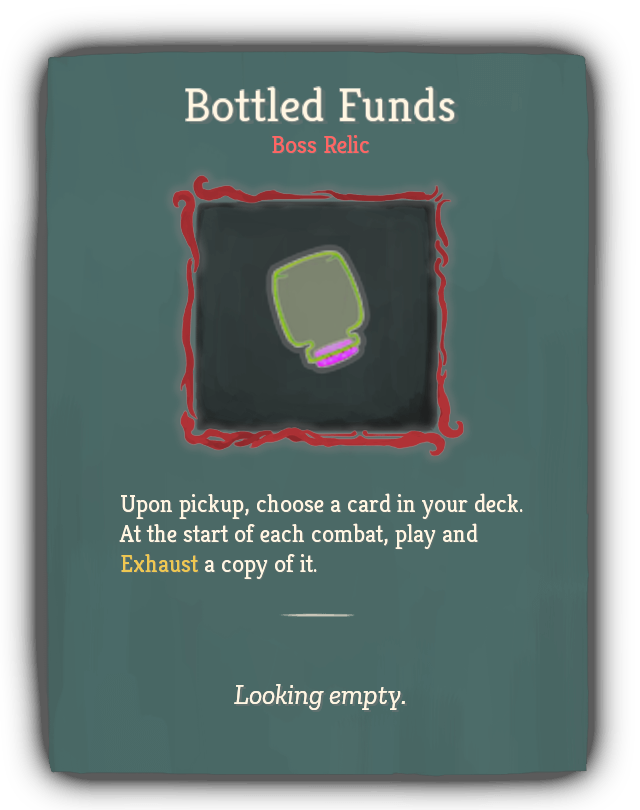 Bottled Funds
Boss Relic
Upon pickup, choose a card in your deck.
At the start of each combat, play and
Exhaust a copy of it.
Looking empty.